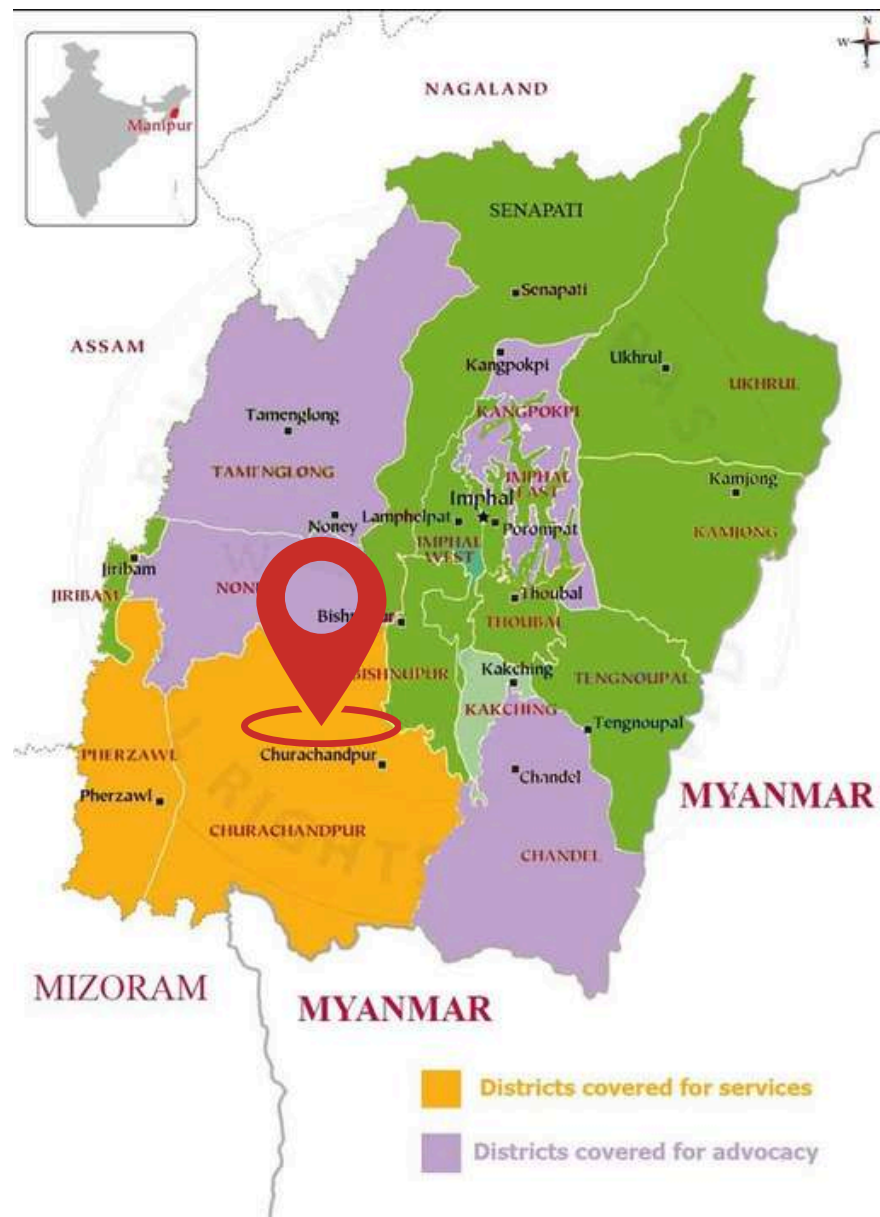 N
W
S
Manipur
NAGALAND
SENAPATI
Senapati
ASSAM
Kangpokpi
Ukhrul
UKHRUL
KANGPOKPI
Tamenglong
TAMENGLONG
IMPHAL
EAST
Kamjong
Imphal
Noney
Lamphelpat
Porompat
KAMJONG
IMPHAL
WEST
Jiribam
JIRIBAM
Thoubal
THOUBAL
BISHNUPUR
Kakching
KAKCHING
TENGNOUPAL
Tengnoupal
PHERZAWL
Churachandpur
Chandel
Pherzawl
MYANMAR
CHURACHANDPUR
CHANDEL
MIZORAM
MYANMAR
RIGHTS
Districts covered for services
Districts covered for advocacy